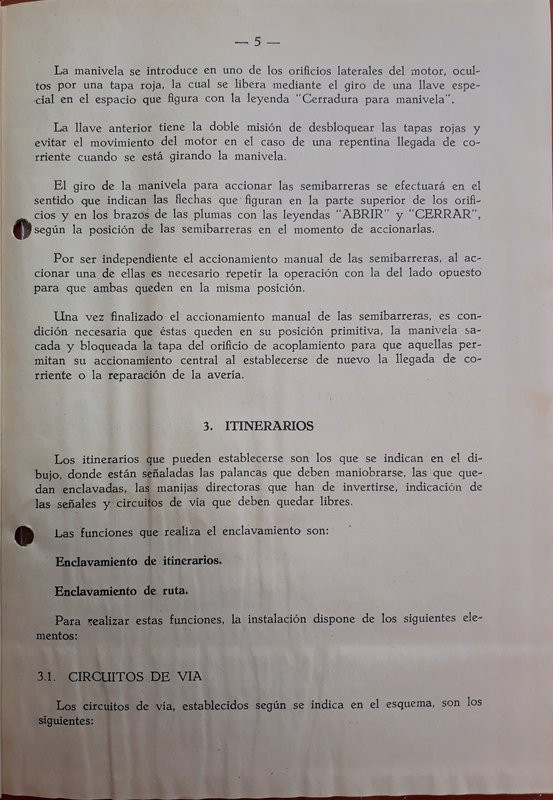 — 5 —
La manivela se introduce en uno de los orificios laterales del motor, ocul-
tos por una tapa roja, la cual se libera mediante el giro de una llave espe-
cial en el espacio que figura con la leyenda "Cerradura para manivela".
La llave anterior tiene la doble misión de desbloquear las tapas rojas y
evitar el movimiento del motor en el caso de una repentina llegada de co-
rriente cuando se está girando la manivela.
El giro de la manivela para accionar las semibarreras se efectuará en el
sentido que indican las flechas que figuran en la parte superior de los orifi-
cios y en los brazos de las plumas con las leyendas "ABRIR" y "CERRAR",
según la posición de las semibarreras en el momento de accionarlas.
Por ser independiente el accionamiento manual de las semibarreras, al ac-
cionar una de ellas es necesario repetir la operación con la del lado opuesto
para que ambas queden en la misma posición.
Una vez finalizado el accionamiento manual de las semibarreras, es con-
dición necesaria que éstas queden en su posición primitiva, la manivela sa-
cada y bloqueada la tapa del orificio de acoplamiento para que aquellas per-
mitan su accionamiento central al establecerse de nuevo la llegada de co-
rriente o la reparación de la avería.
3. ITINERARIOS
Los itinerarios que pueden establecerse son los que se indican en el di-
bujo, donde están señaladas las palancas que deben maniobrarse, las que que-
dan enclavadas, las manijas directoras que han de invertirse, indicación de
las señales y circuitos de vía que deben quedar libres.
Las funciones que realiza el enclavamiento son:
Enclavamiento de itinerarios.
Enclavamiento de ruta.
Para realizar estas funciones, la instalación dispone de los siguientes ele-
mentos:
3.1. CIRCUITOS DE VIA
Los circuitos de vía, establecidos según se indica en el esquema, son los
siguientes: